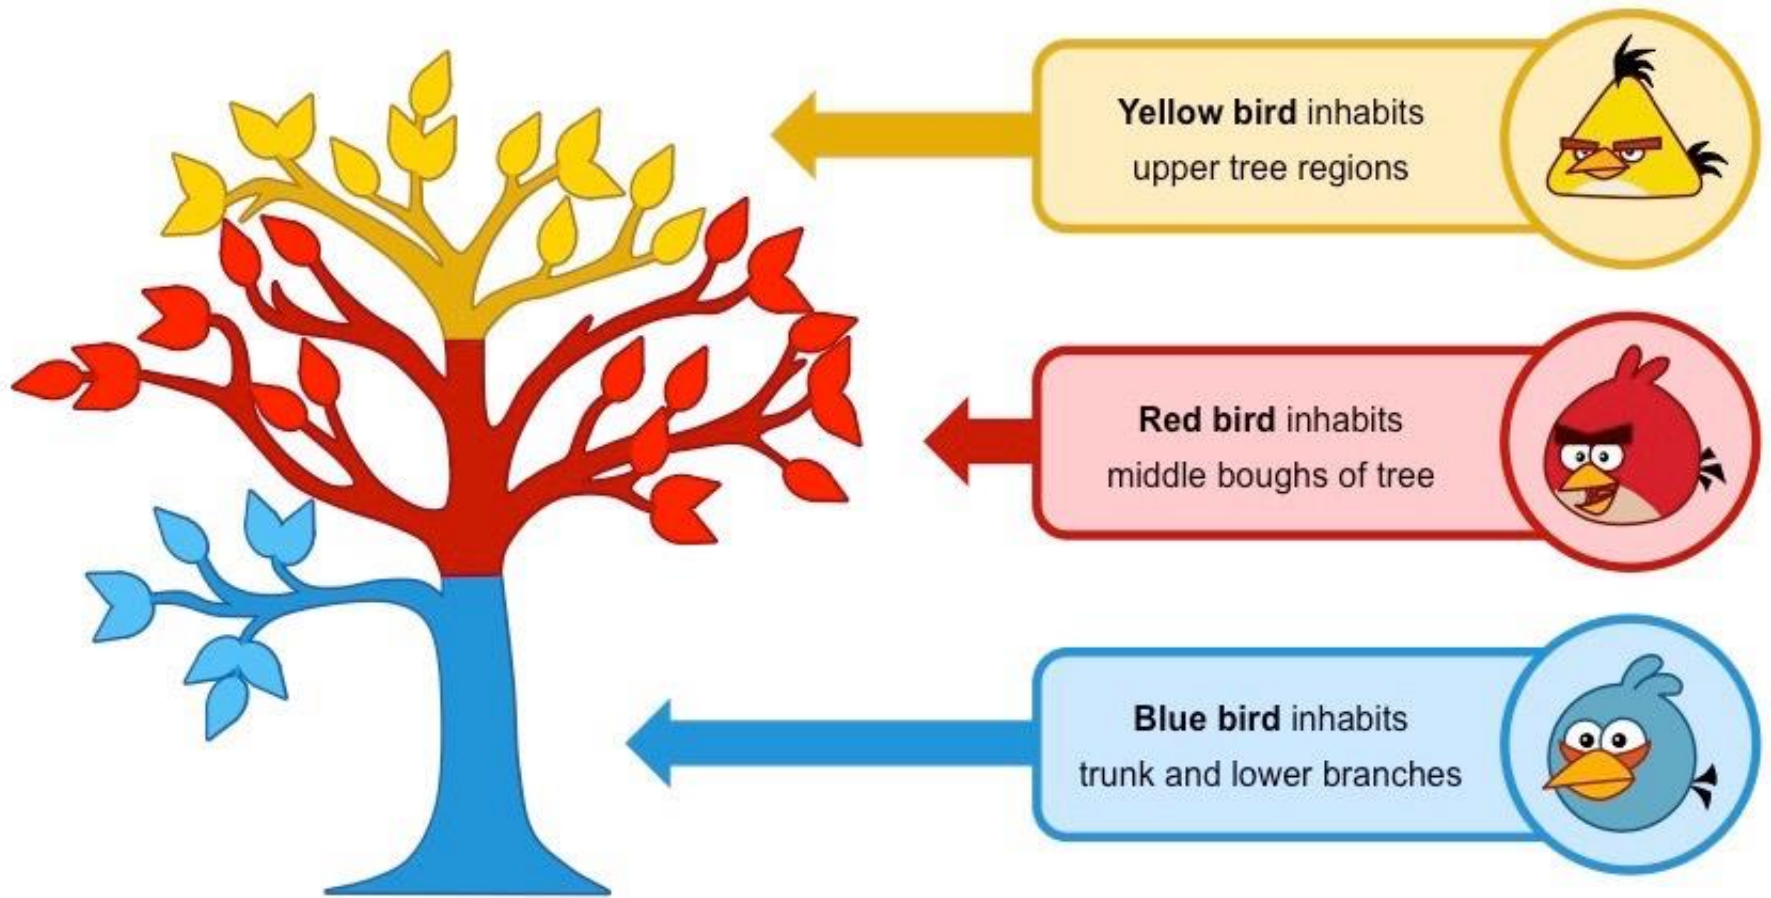 Yellow bird inhabits
upper tree regions
Red bird inhabits
middle boughs of tree
Blue bird inhabits
trunk and lower branches